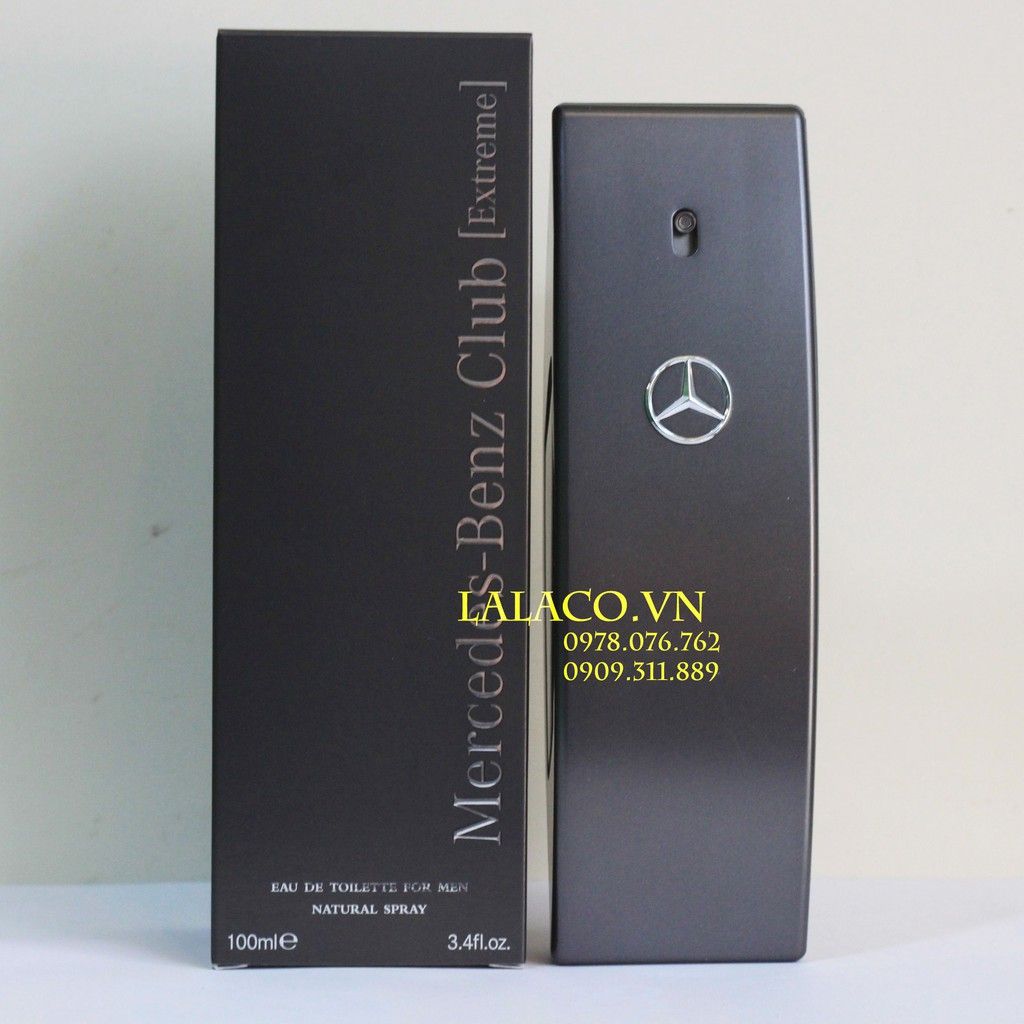 Mercedes-Benz Club [Extreme]
LALACO.VN
0978.076.762
0909.311.889
EAU DE TOILETTE FOR MEN
NATURAL SPRAY
100ml℮
3.4fl.oz.